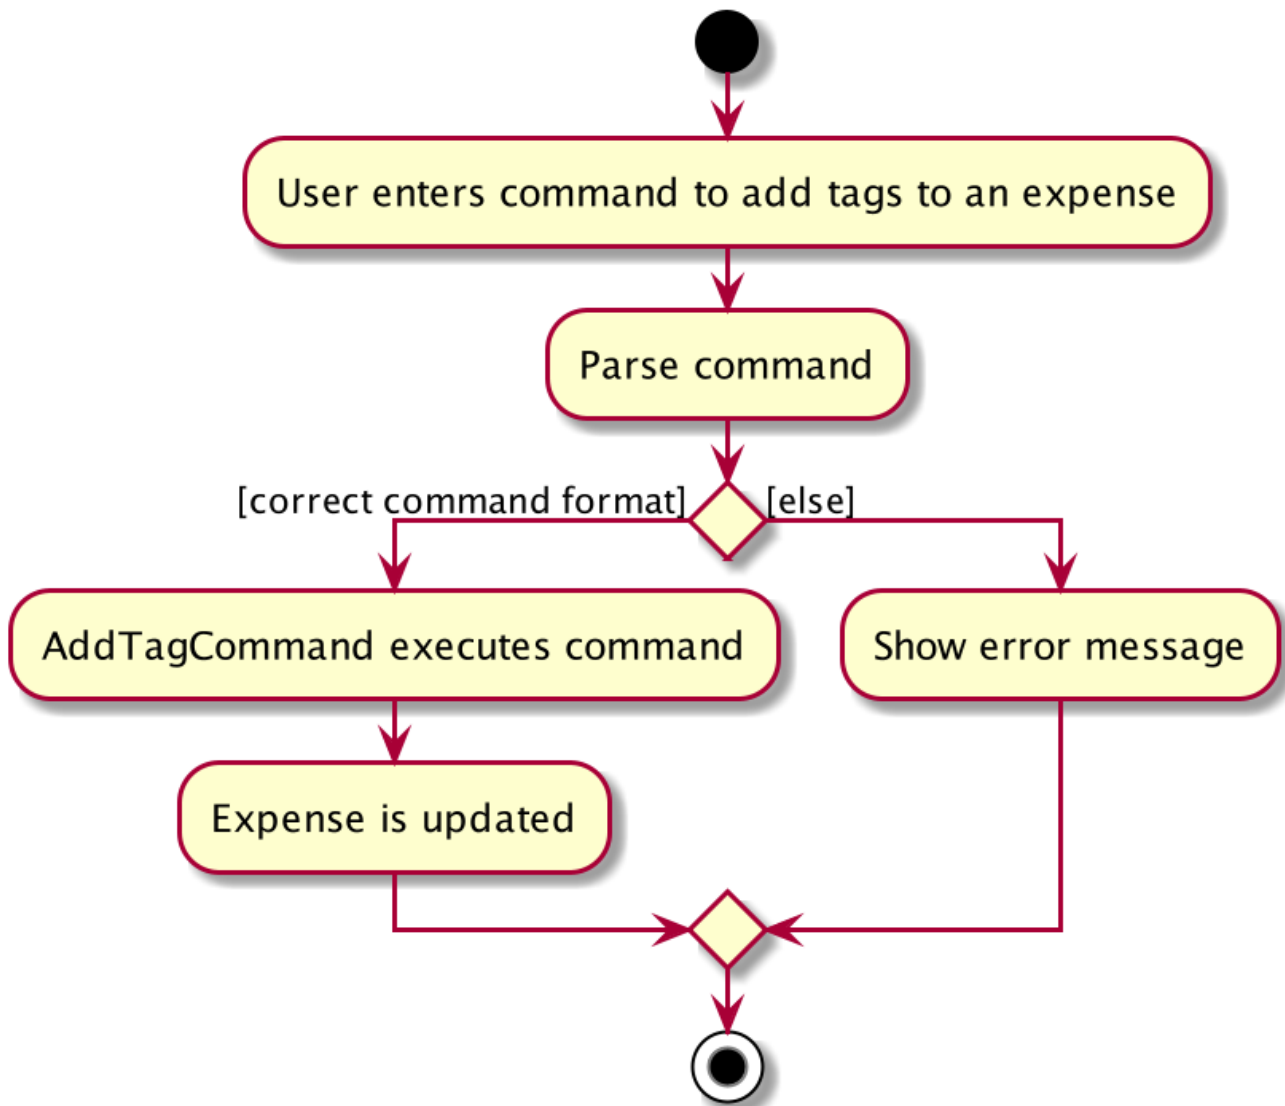 User enters command to add tags to an expense
Parse command
[correct command format]
[else]
AddTagCommand executes command
Show error message
Expense is updated